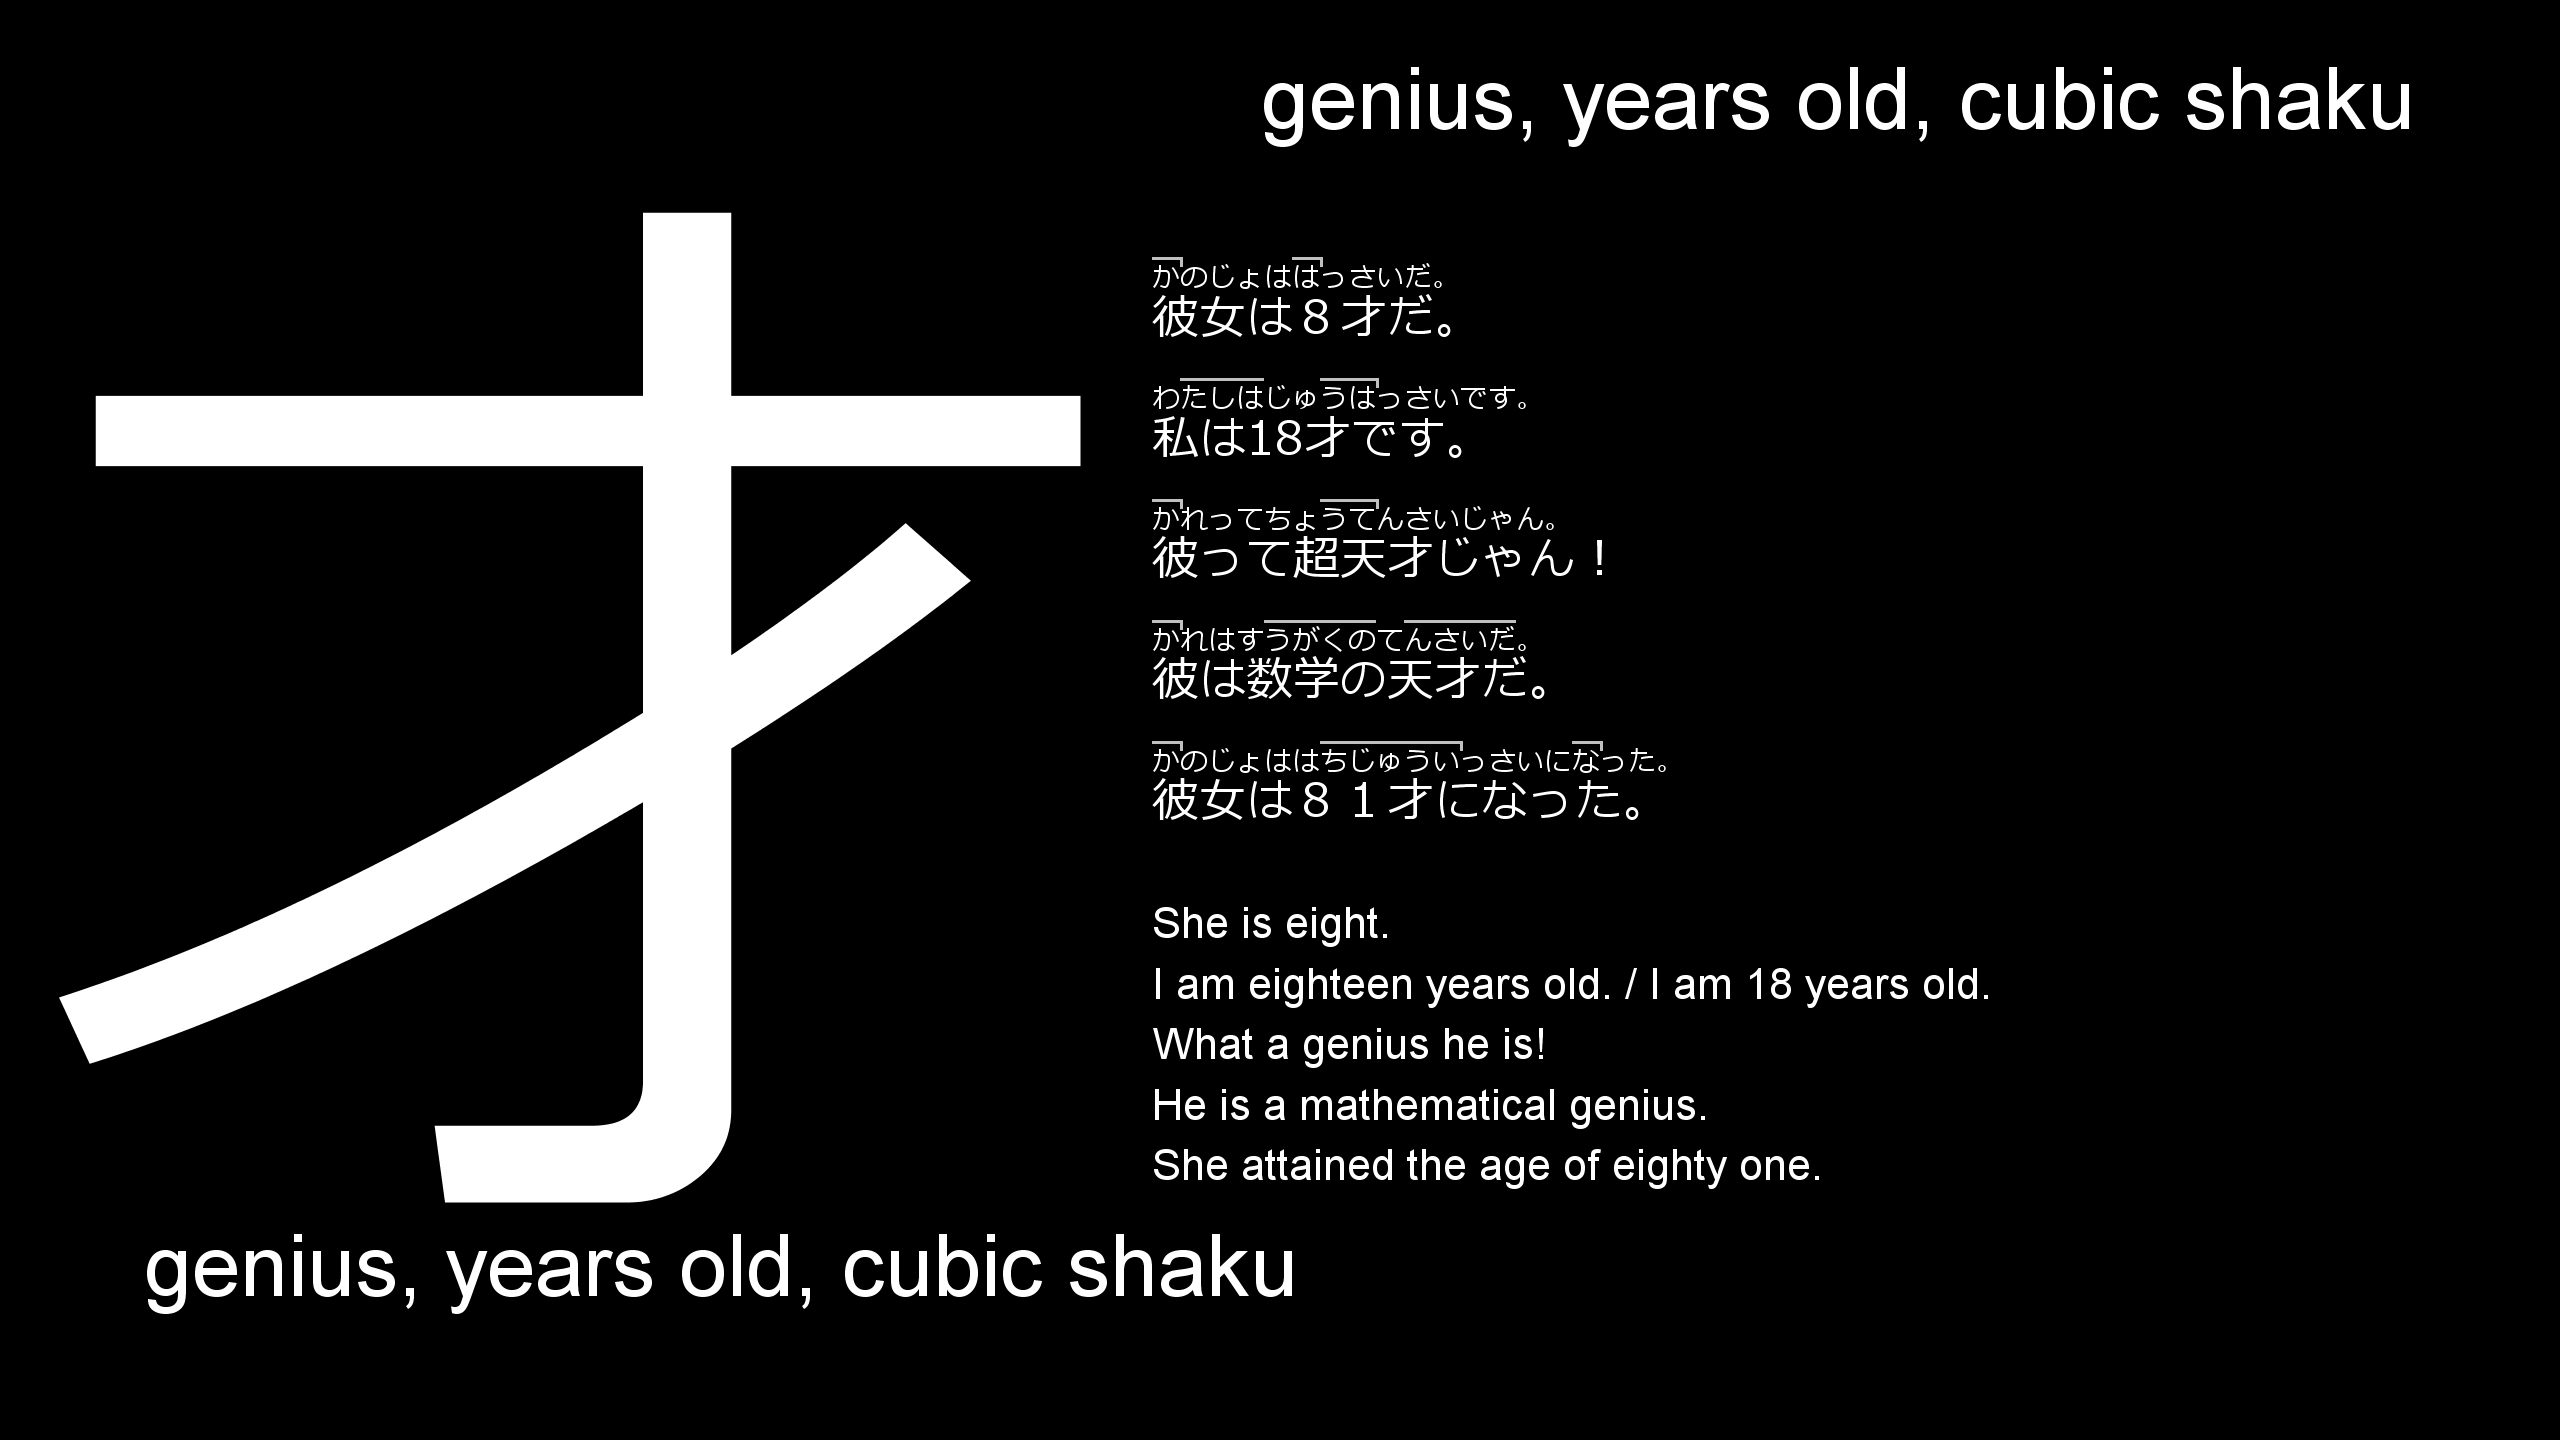 genius, years old, cubic shaku
才
かのじょははっさいだ。
彼女は８才だ。
わたしはじゅうはっさいです。
私は18才です。
かれってちょうてんさいじゃん。
彼って超天才じゃん！
かれはすうがくのてんさいだ。
彼は数学の天才だ。
かのじょははちじゅういっさいになった。
彼女は８１才になった。
She is eight.
I am eighteen years old. / I am 18 years old.
What a genius he is!
He is a mathematical genius.
She attained the age of eighty one.
genius, years old, cubic shaku